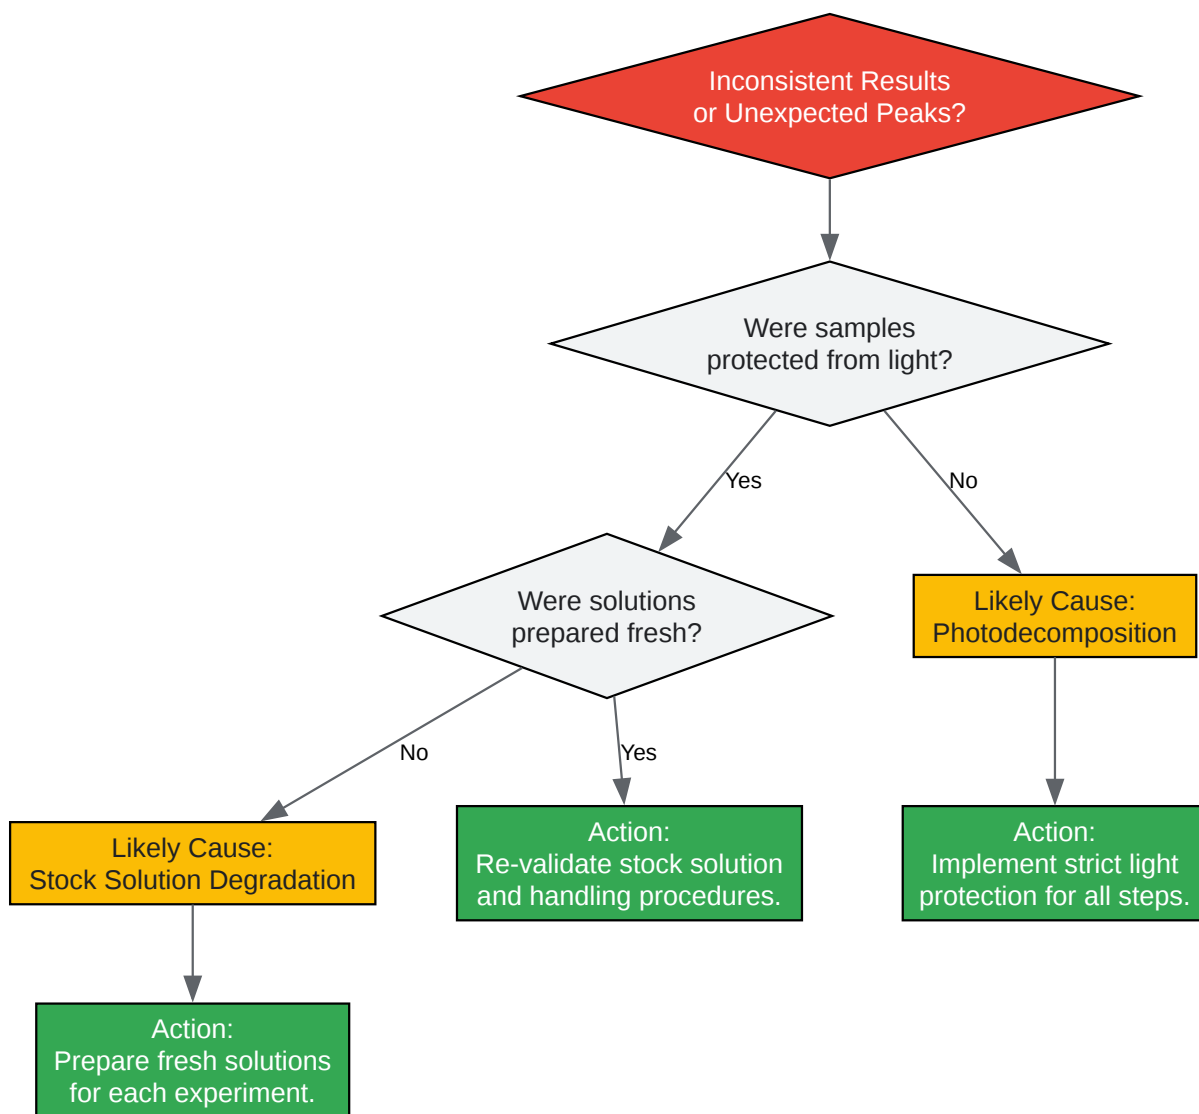 Inconsistent Results
or Unexpected Peaks?
Were samples
protected from light?
Yes
No
Were solutions
prepared fresh?
Likely Cause:
Photodecomposition
No
Yes
Likely Cause:
Stock Solution Degradation
Action:
Re-validate stock solution
and handling procedures.
Action:
Implement strict light
protection for all steps.
Action:
Prepare fresh solutions
for each experiment.